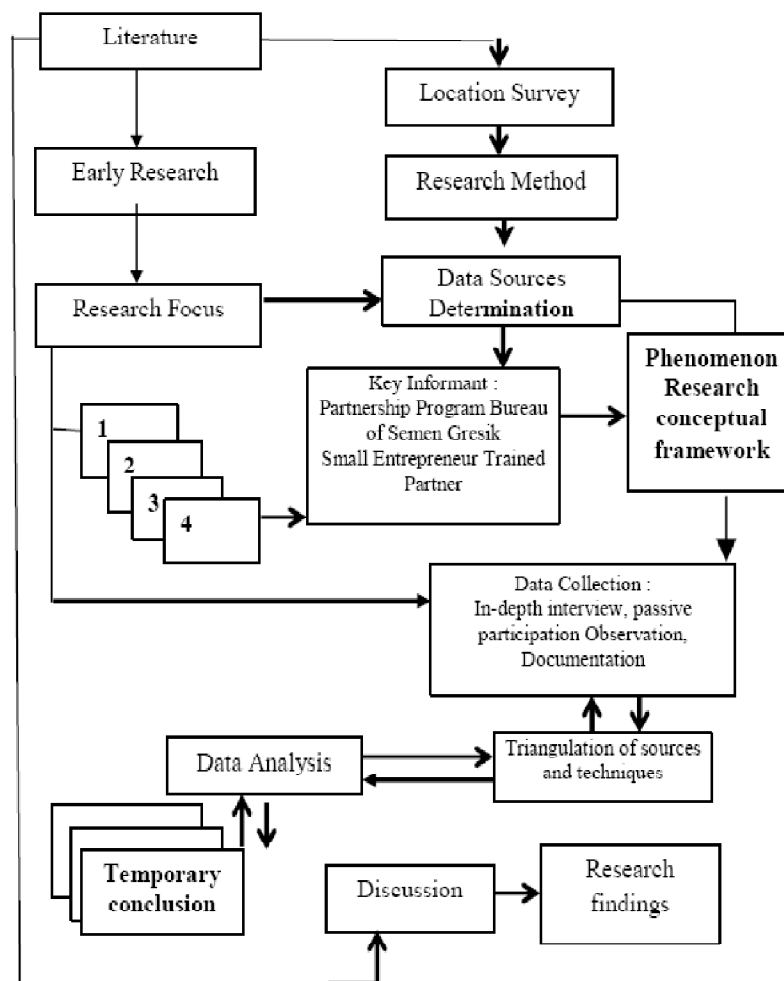 Literature
Location Survey
Early Research
Research Method
Research Focus
Data Sources
Determination
Phenomenon
Research
conceptual
framework
Key Informant :
Partnership Program Bureau
of Semen Gresik
Small Entrepreneur Trained
Partner
1
2
3
4
Data Collection :
In-depth interview, passive
participation Observation,
Documentation
Data Analysis
Triangulation of sources
and techniques
Temporary
conclusion
Discussion
Research
findings